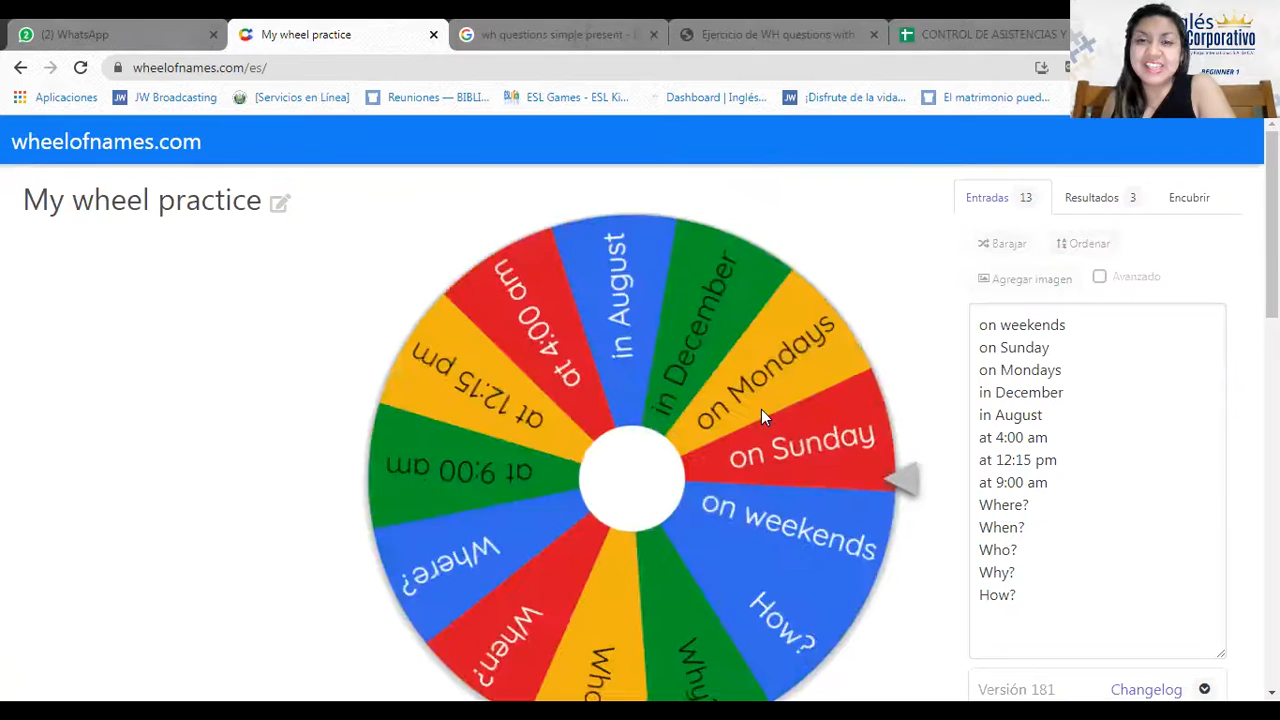 (2) WhatsApp
My wheel practice
wh questions simple present -
Ejercicio de WH questions with
CONTROL DE ASISTENCIAS Y
wheelofnames.com/es/
Aplicaciones
JW Broadcasting
[Servicios en Línea]
Reuniones — BIBLI...
ESL Games - ESL Ki...
Dashboard | Inglés...
¡Disfrute de la vida...
El matrimonio pued...
glés
Corporativo
BEGINNER 1
wheelofnames.com
My wheel practice
Entradas 13
Resultados 3
Encubrir
Barajar
Ordenar
Agregar imagen
Avanzado
on weekends
on Sunday
on Mondays
in December
in August
at 4:00 am
at 12:15 pm
at 9:00 am
Where?
When?
Who?
Why?
How?
Versión 181
Changelog
in August
in December
on Mondays
on Sunday
on weekends
How?
Why?
Who
When?
Where?
at 9:00 am
at 12:15 pm
at 4:00 am